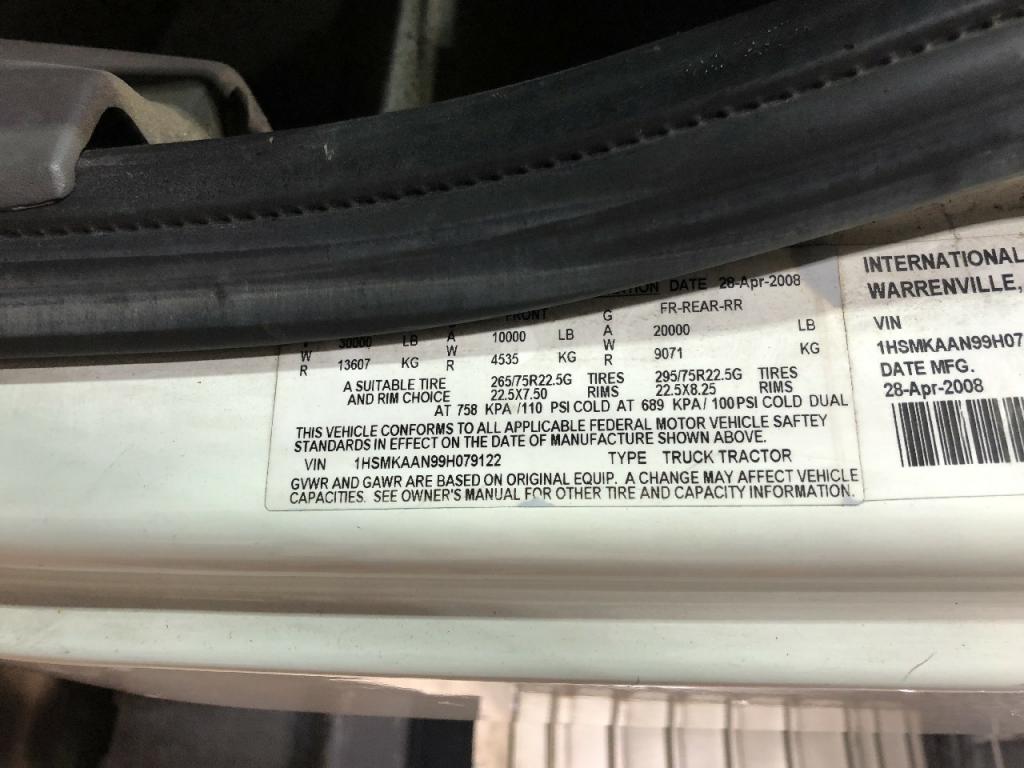 DATE 28-Apr-2008
FRONT G FR-REAR-RR
30000 LB A 10000 LB A 20000 LB
W 13607 KG W 4535 KG W 9071 KG
R R R
A SUITABLE TIRE 265/75R22.5G TIRES 295/75R22.5G TIRES
AND RIM CHOICE 22.5X7.50 RIMS 22.5X8.25 RIMS
AT 758 KPA /110 PSI COLD AT 689 KPA/ 100 PSI COLD DUAL
THIS VEHICLE CONFORMS TO ALL APPLICABLE FEDERAL MOTOR VEHICLE SAFTEY
STANDARDS IN EFFECT ON THE DATE OF MANUFACTURE SHOWN ABOVE.
VIN 1HSMKAAN99H079122 TYPE TRUCK TRACTOR
GVWR AND GAWR ARE BASED ON ORIGINAL EQUIP. A CHANGE MAY AFFECT VEHICLE
CAPACITIES. SEE OWNER'S MANUAL FOR OTHER TIRE AND CAPACITY INFORMATION.
INTERNATIONAL
WARRENVILLE,
VIN
1HSMKAAN99H07
DATE MFG.
28-Apr-2008